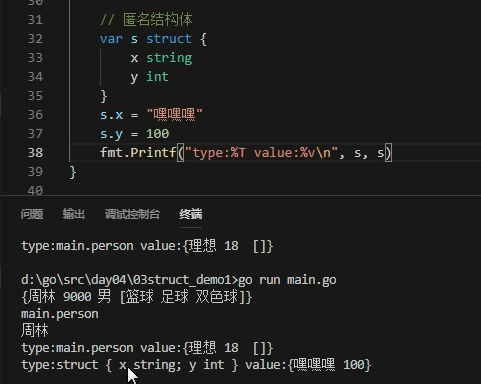 30
31 // 匿名结构体
32 var s struct {
33 x string
34 y int
35 }
36 s.x = "嘿嘿嘿"
37 s.y = 100
38 fmt.Printf("type:%T value:%v\n", s, s)
39 }
40
问题 输出 调试控制台 终端
type:main.person value:{理想 18  []}
d:\go\src\day04\03struct_demo1>go run main.go
{周林 9000 男 [篮球 足球 双色球]}
main.person
周林
type:main.person value:{理想 18  []}
type:struct { x string; y int } value:{嘿嘿嘿 100}